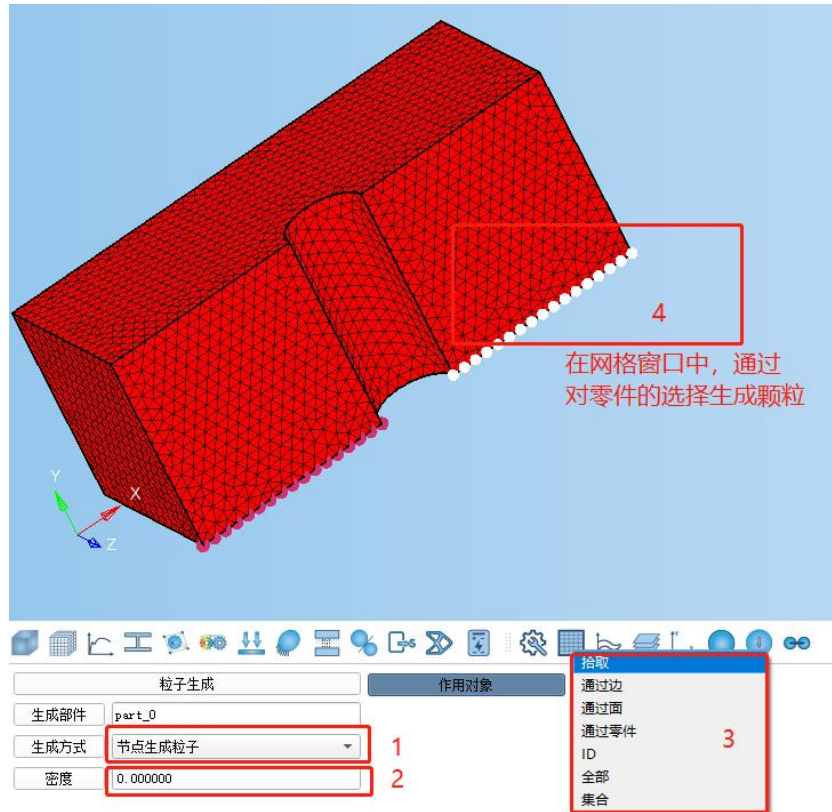 4
在网格窗口中，通过
对零件的选择生成颗粒
Y
X
Z
粒子生成
作用对象
拾取
通过边
生成部件
part_0
通过面
通过零件
生成方式
节点生成粒子
1
ID
3
密度
0.000000
2
全部
集合